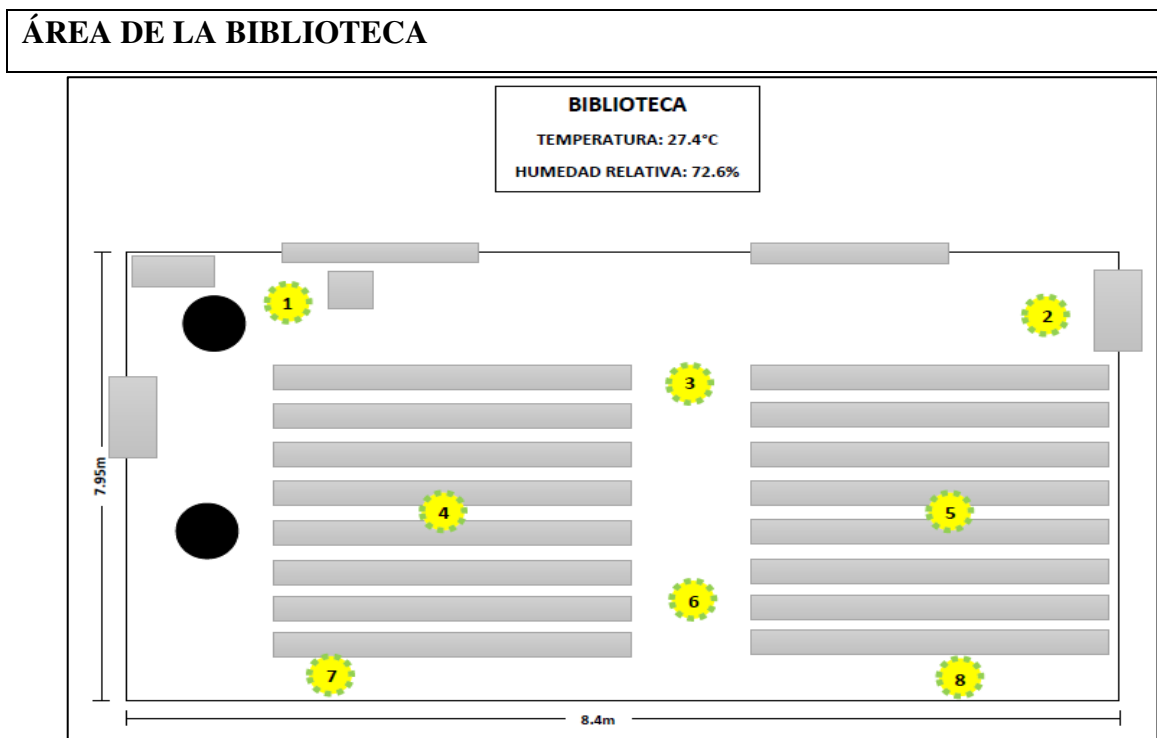 ÁREA DE LA BIBLIOTECA
BIBLIOTECA
TEMPERATURA: 27.4°C
HUMEDAD RELATIVA: 72.6%
1
2
3
7.95m
4
5
6
7
8
8.4m